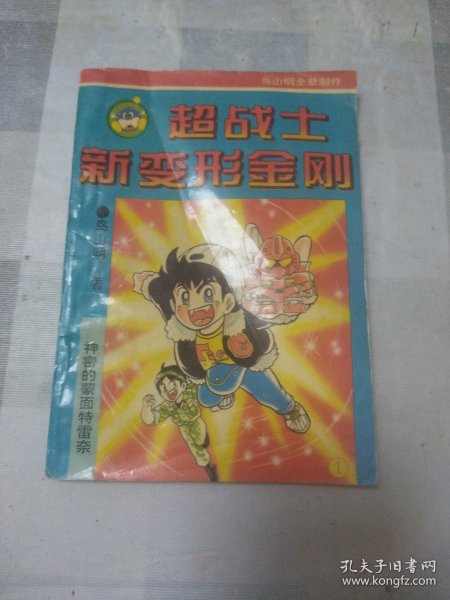 鸟山明全新制作
超战士
新变形金刚
鸟山明 著
神密的蒙面特雷奈
1
孔夫子旧书网
www.kongfz.com